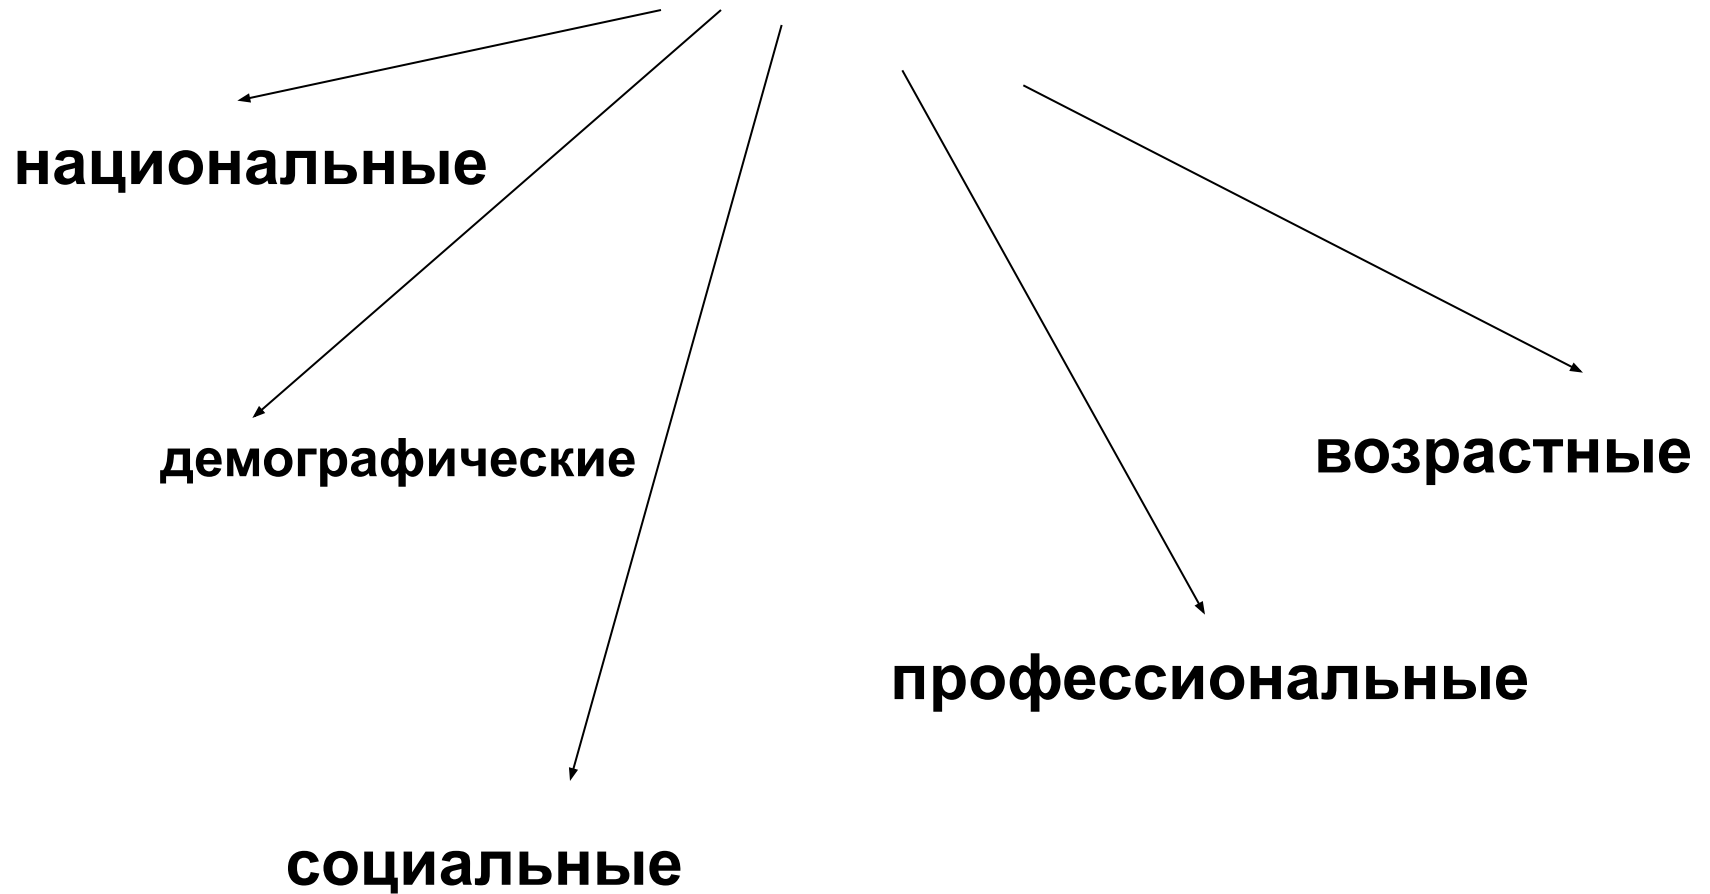 национальные
демографические
возрастные
профессиональные
социальные